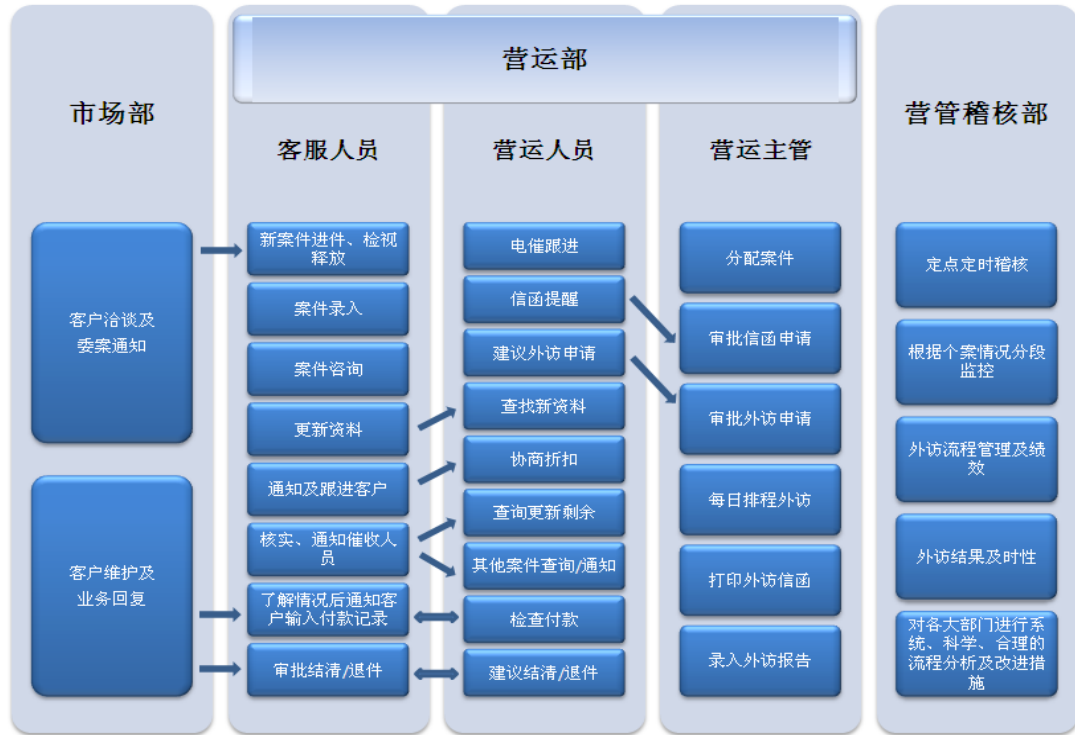 市场部
客户洽谈及
委案通知
客户维护及
业务回复
营运部
客服人员
新案件进件、检视
释放
案件录入
案件咨询
更新资料
通知及跟进客户
核实、通知催收人
员
了解情况后通知客
户输入付款记录
审批结清/退件
营运人员
电催跟进
信函提醒
建议外访申请
查找新资料
协商折扣
查询更新剩余
其他案件查询/通知
检查付款
建议结清/退件
营运主管
分配案件
审批信函申请
审批外访申请
每日排程外访
打印外访信函
录入外访报告
营管稽核部
定点定时稽核
根据个案情况分段
监控
外访流程管理及绩
效
外访结果及时性
对各大部门进行系
统、科学、合理的
流程分析及改进措
施